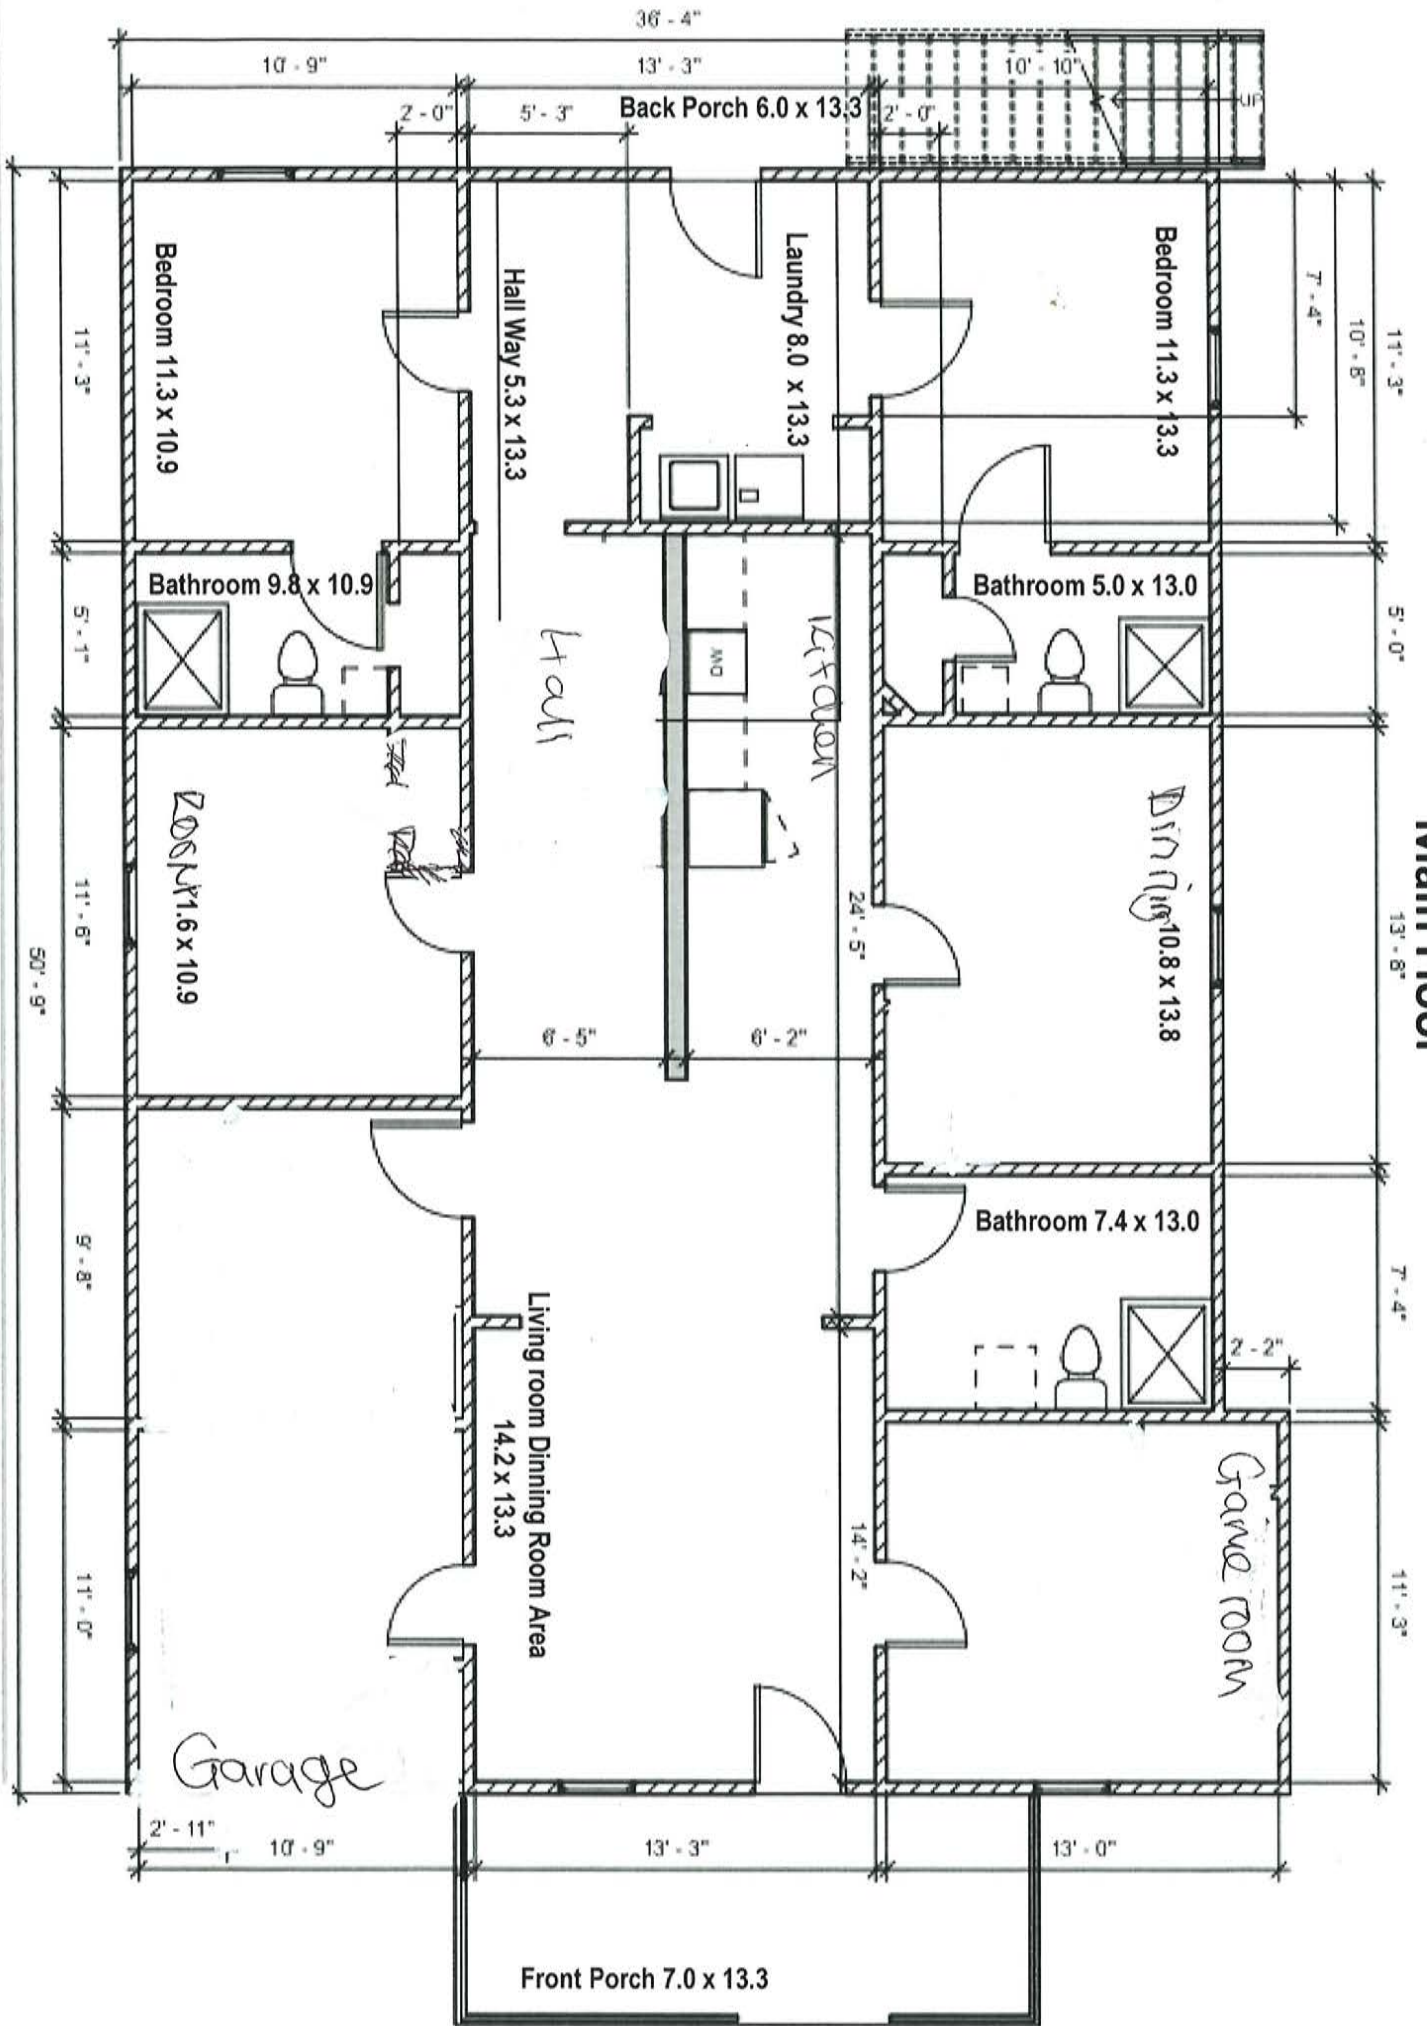 36' - 4"
10' - 9"
13' - 3"
10' - 10"
2' - 0"
5' - 3"
Back Porch 6.0 x 13.3
2' - 0"
UP
Bedroom 11.3 x 10.9
Hall Way 5.3 x 13.3
Laundry 8.0 x 13.3
Bedroom 11.3 x 13.3
7' - 4"
10' - 8"
11' - 3"
11' - 3"
Bathroom 9.8 x 10.9
Bathroom 5.0 x 13.0
5' - 1"
5' - 0"
Hall
DW
Kitchen
Room 11.6 x 10.9
Dinning 10.8 x 13.8
Main Floor
11' - 6"
24' - 5"
13' - 8"
50' - 9"
6' - 5"
6' - 2"
Bathroom 7.4 x 13.0
9' - 8"
7' - 4"
2' - 2"
Living room Dinning Room Area
14.2 x 13.3
Game room
11' - 0"
14' - 2"
11' - 3"
Garage
2' - 11"
10' - 9"
13' - 3"
13' - 0"
Front Porch 7.0 x 13.3